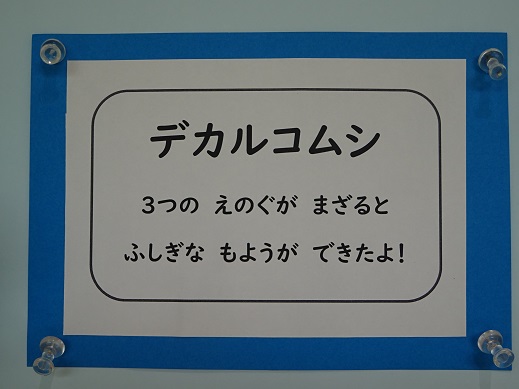 デカルコムシ
3つの えのぐが まざると
ふしぎな もようが できたよ!